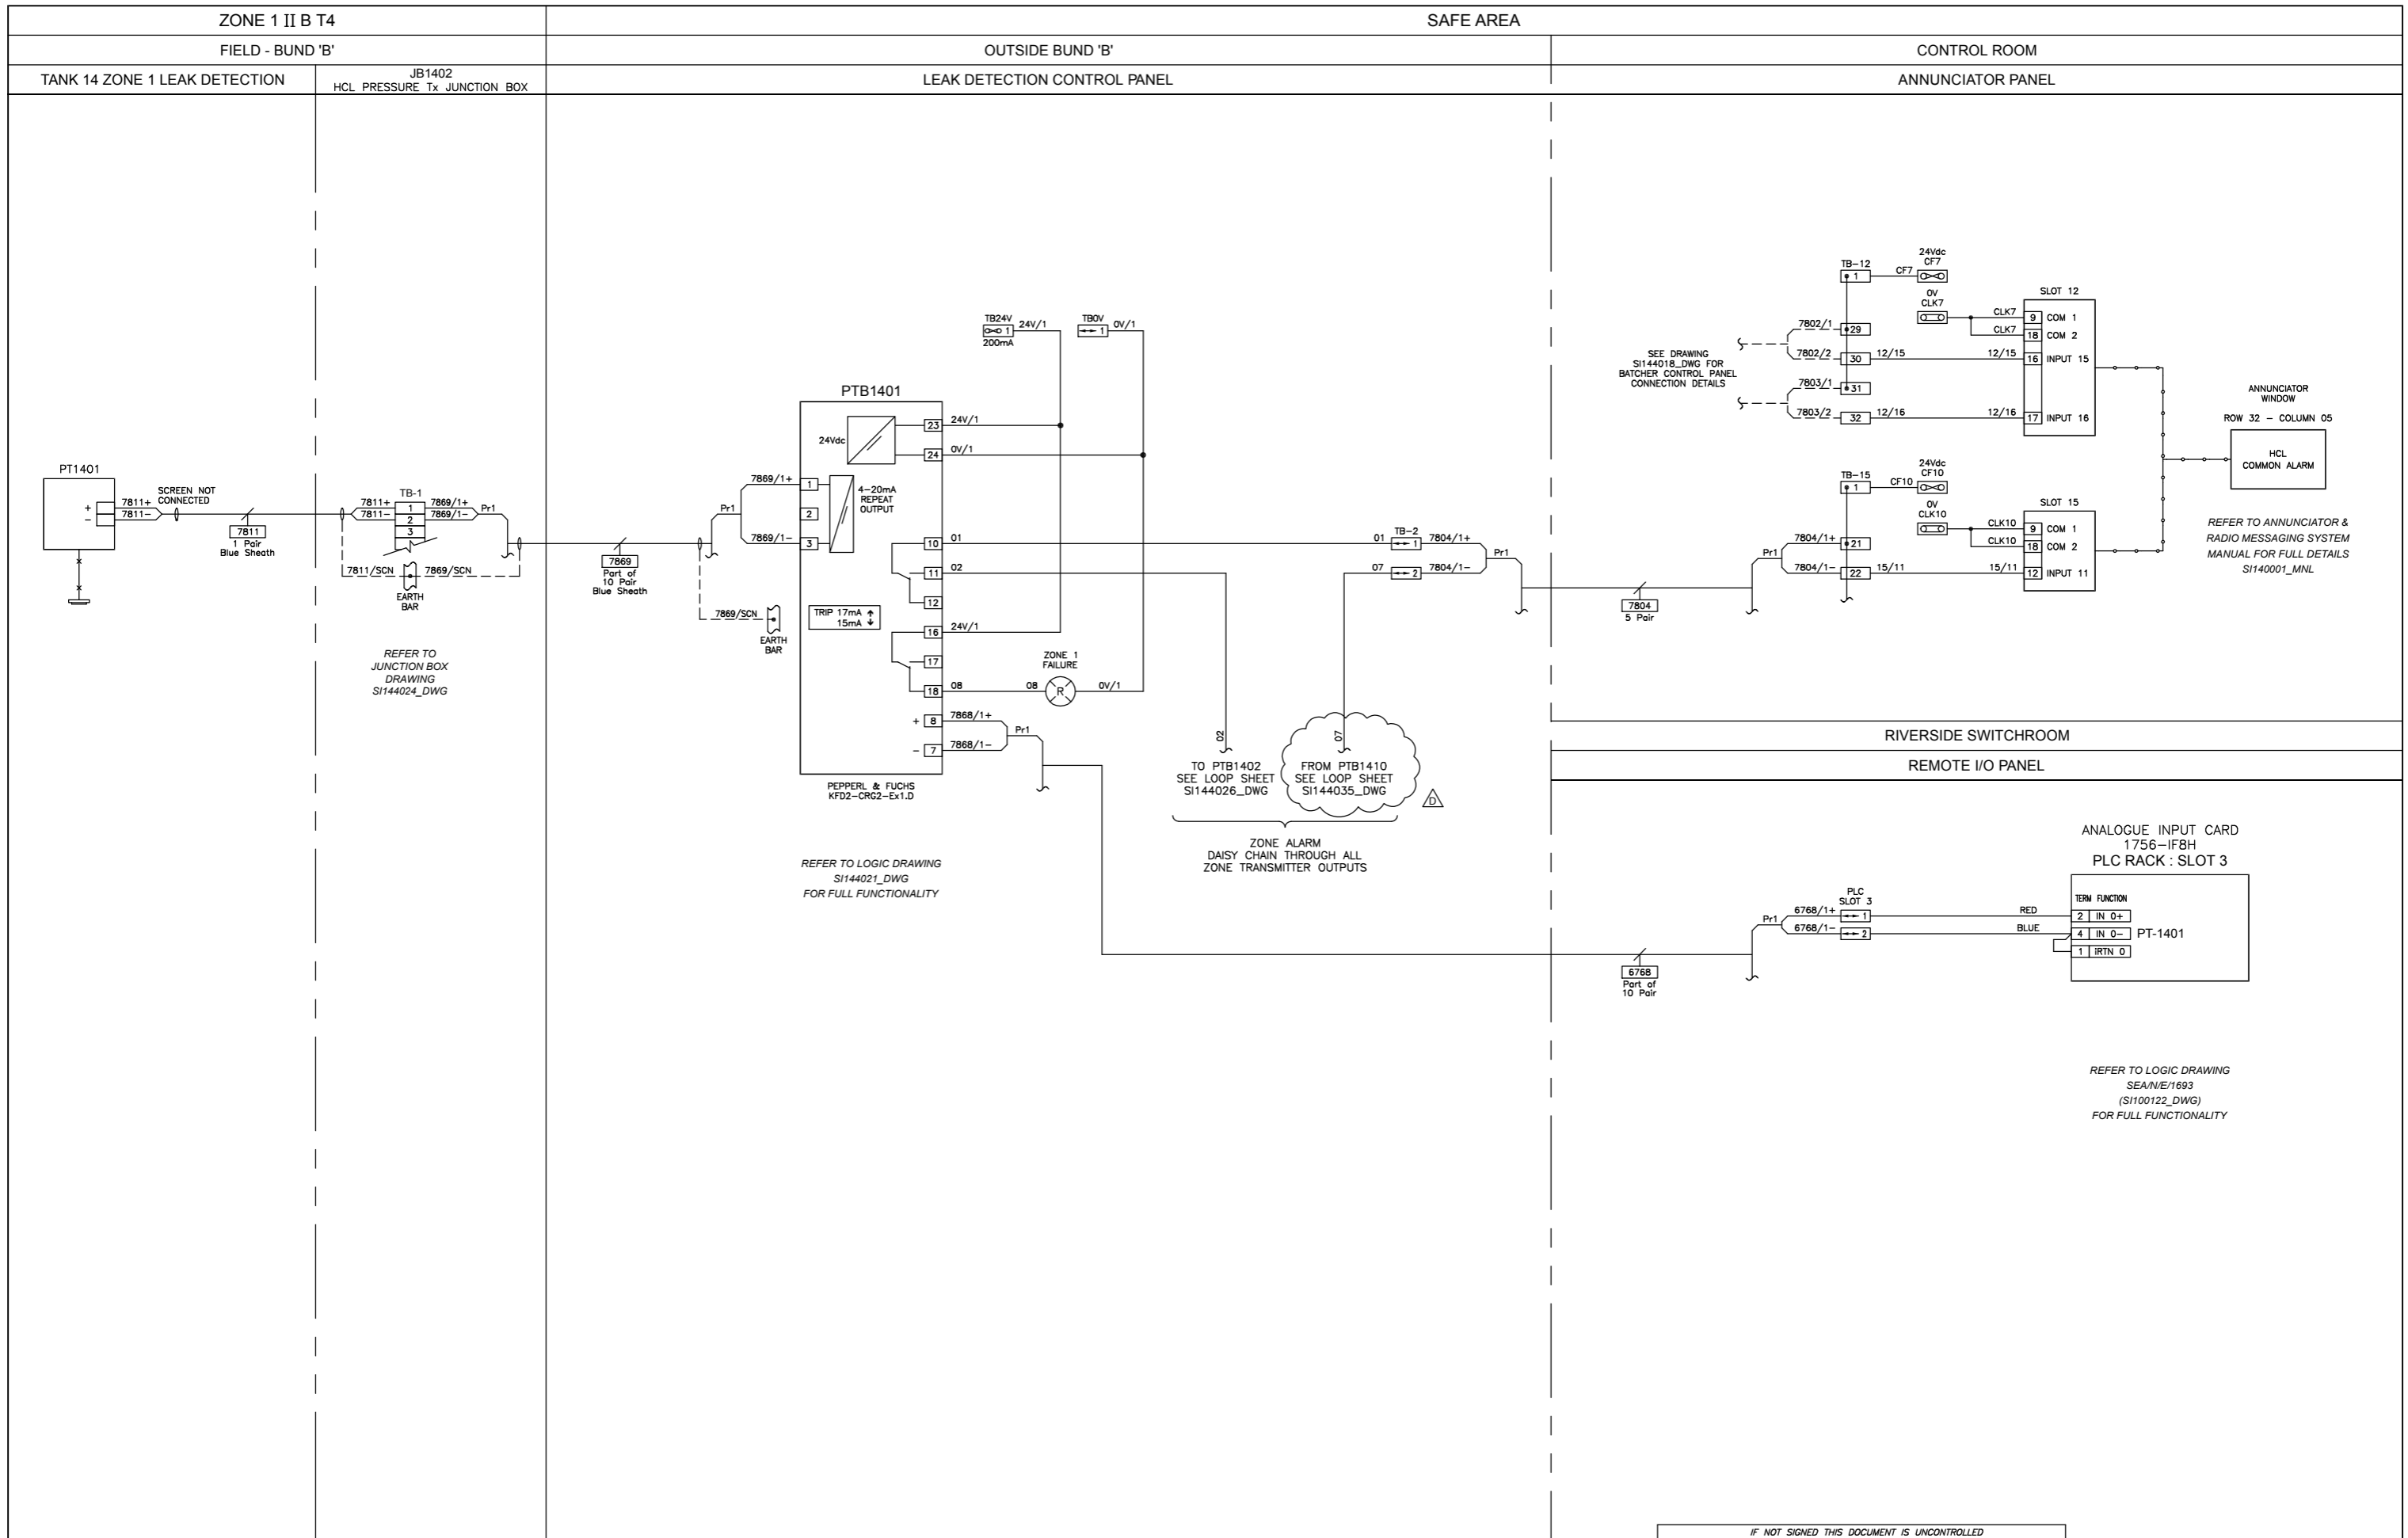 ZONE 1 II B T4
SAFE AREA
FIELD - BUND 'B'
OUTSIDE BUND 'B'
CONTROL ROOM
TANK 14 ZONE 1 LEAK DETECTION
JB1402
HCL PRESSURE Tx JUNCTION BOX
LEAK DETECTION CONTROL PANEL
ANNUNCIATOR PANEL
PT1401
+
−
7811+
7811−
SCREEN NOT
CONNECTED
7811
1 Pair
Blue Sheath
TB-1
7811+ 1 7869/1+
7811− 2 7869/1−
3
Pr1
7811/SCN
7869/SCN
EARTH
BAR
REFER TO
JUNCTION BOX
DRAWING
SI144024_DWG
7869
Part of
10 Pair
Blue Sheath
Pr1
7869/1+
7869/1−
7869/SCN
EARTH
BAR
TB24V
1 24V/1
200mA
TB0V
1 0V/1
PTB1401
24Vdc
23 24V/1
24 0V/1
1
2
3
4-20mA
REPEAT
OUTPUT
10 01
11 02
12
TRIP 17mA ↑
15mA ↓
16 24V/1
17
18 08
ZONE 1
FAILURE
08 R 0V/1
+ 8 7868/1+
− 7 7868/1−
Pr1
PEPPERL & FUCHS
KFD2-CRG2-Ex1.D
REFER TO LOGIC DRAWING
SI144021_DWG
FOR FULL FUNCTIONALITY
01 TB-2 1 7804/1+
07 2 7804/1−
Pr1
02
TO PTB1402
SEE LOOP SHEET
SI144026_DWG
07
FROM PTB1410
SEE LOOP SHEET
SI144035_DWG
D
ZONE ALARM
DAISY CHAIN THROUGH ALL
ZONE TRANSMITTER OUTPUTS
7804
5 Pair
SEE DRAWING
SI144018_DWG FOR
BATCHER CONTROL PANEL
CONNECTION DETAILS
TB-12
1 CF7
24Vdc
CF7
0V
CLK7
7802/1 29
7802/2 30 12/15
7803/1 31
7803/2 32 12/16
SLOT 12
CLK7 9 COM 1
CLK7 18 COM 2
12/15 16 INPUT 15
12/16 17 INPUT 16
TB-15
1 CF10
24Vdc
CF10
0V
CLK10
Pr1
7804/1+ 21
7804/1− 22 15/11
SLOT 15
CLK10 9 COM 1
CLK10 18 COM 2
15/11 12 INPUT 11
ANNUNCIATOR
WINDOW
ROW 32 − COLUMN 05
HCL
COMMON ALARM
REFER TO ANNUNCIATOR &
RADIO MESSAGING SYSTEM
MANUAL FOR FULL DETAILS
SI140001_MNL
RIVERSIDE SWITCHROOM
REMOTE I/O PANEL
ANALOGUE INPUT CARD
1756−IF8H
PLC RACK : SLOT 3
6768
Part of
10 Pair
Pr1
PLC
SLOT 3
6768/1+ 1 RED
6768/1− 2 BLUE
TERM FUNCTION
2 IN 0+
4 IN 0− PT-1401
1 iRTN 0
REFER TO LOGIC DRAWING
SEA/N/E/1693
(SI100122_DWG)
FOR FULL FUNCTIONALITY
IF NOT SIGNED THIS DOCUMENT IS UNCONTROLLED